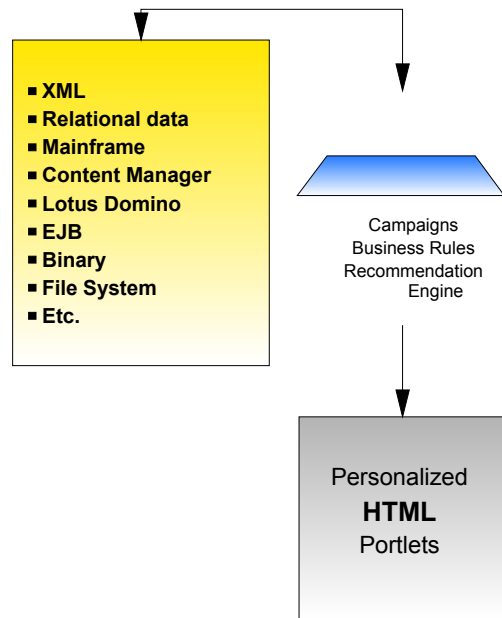 ▪ XML
▪ Relational data
▪ Mainframe
▪ Content Manager
▪ Lotus Domino
▪ EJB
▪ Binary
▪ File System
▪ Etc.
Campaigns
Business Rules
Recommendation
Engine
Personalized
HTML
Portlets